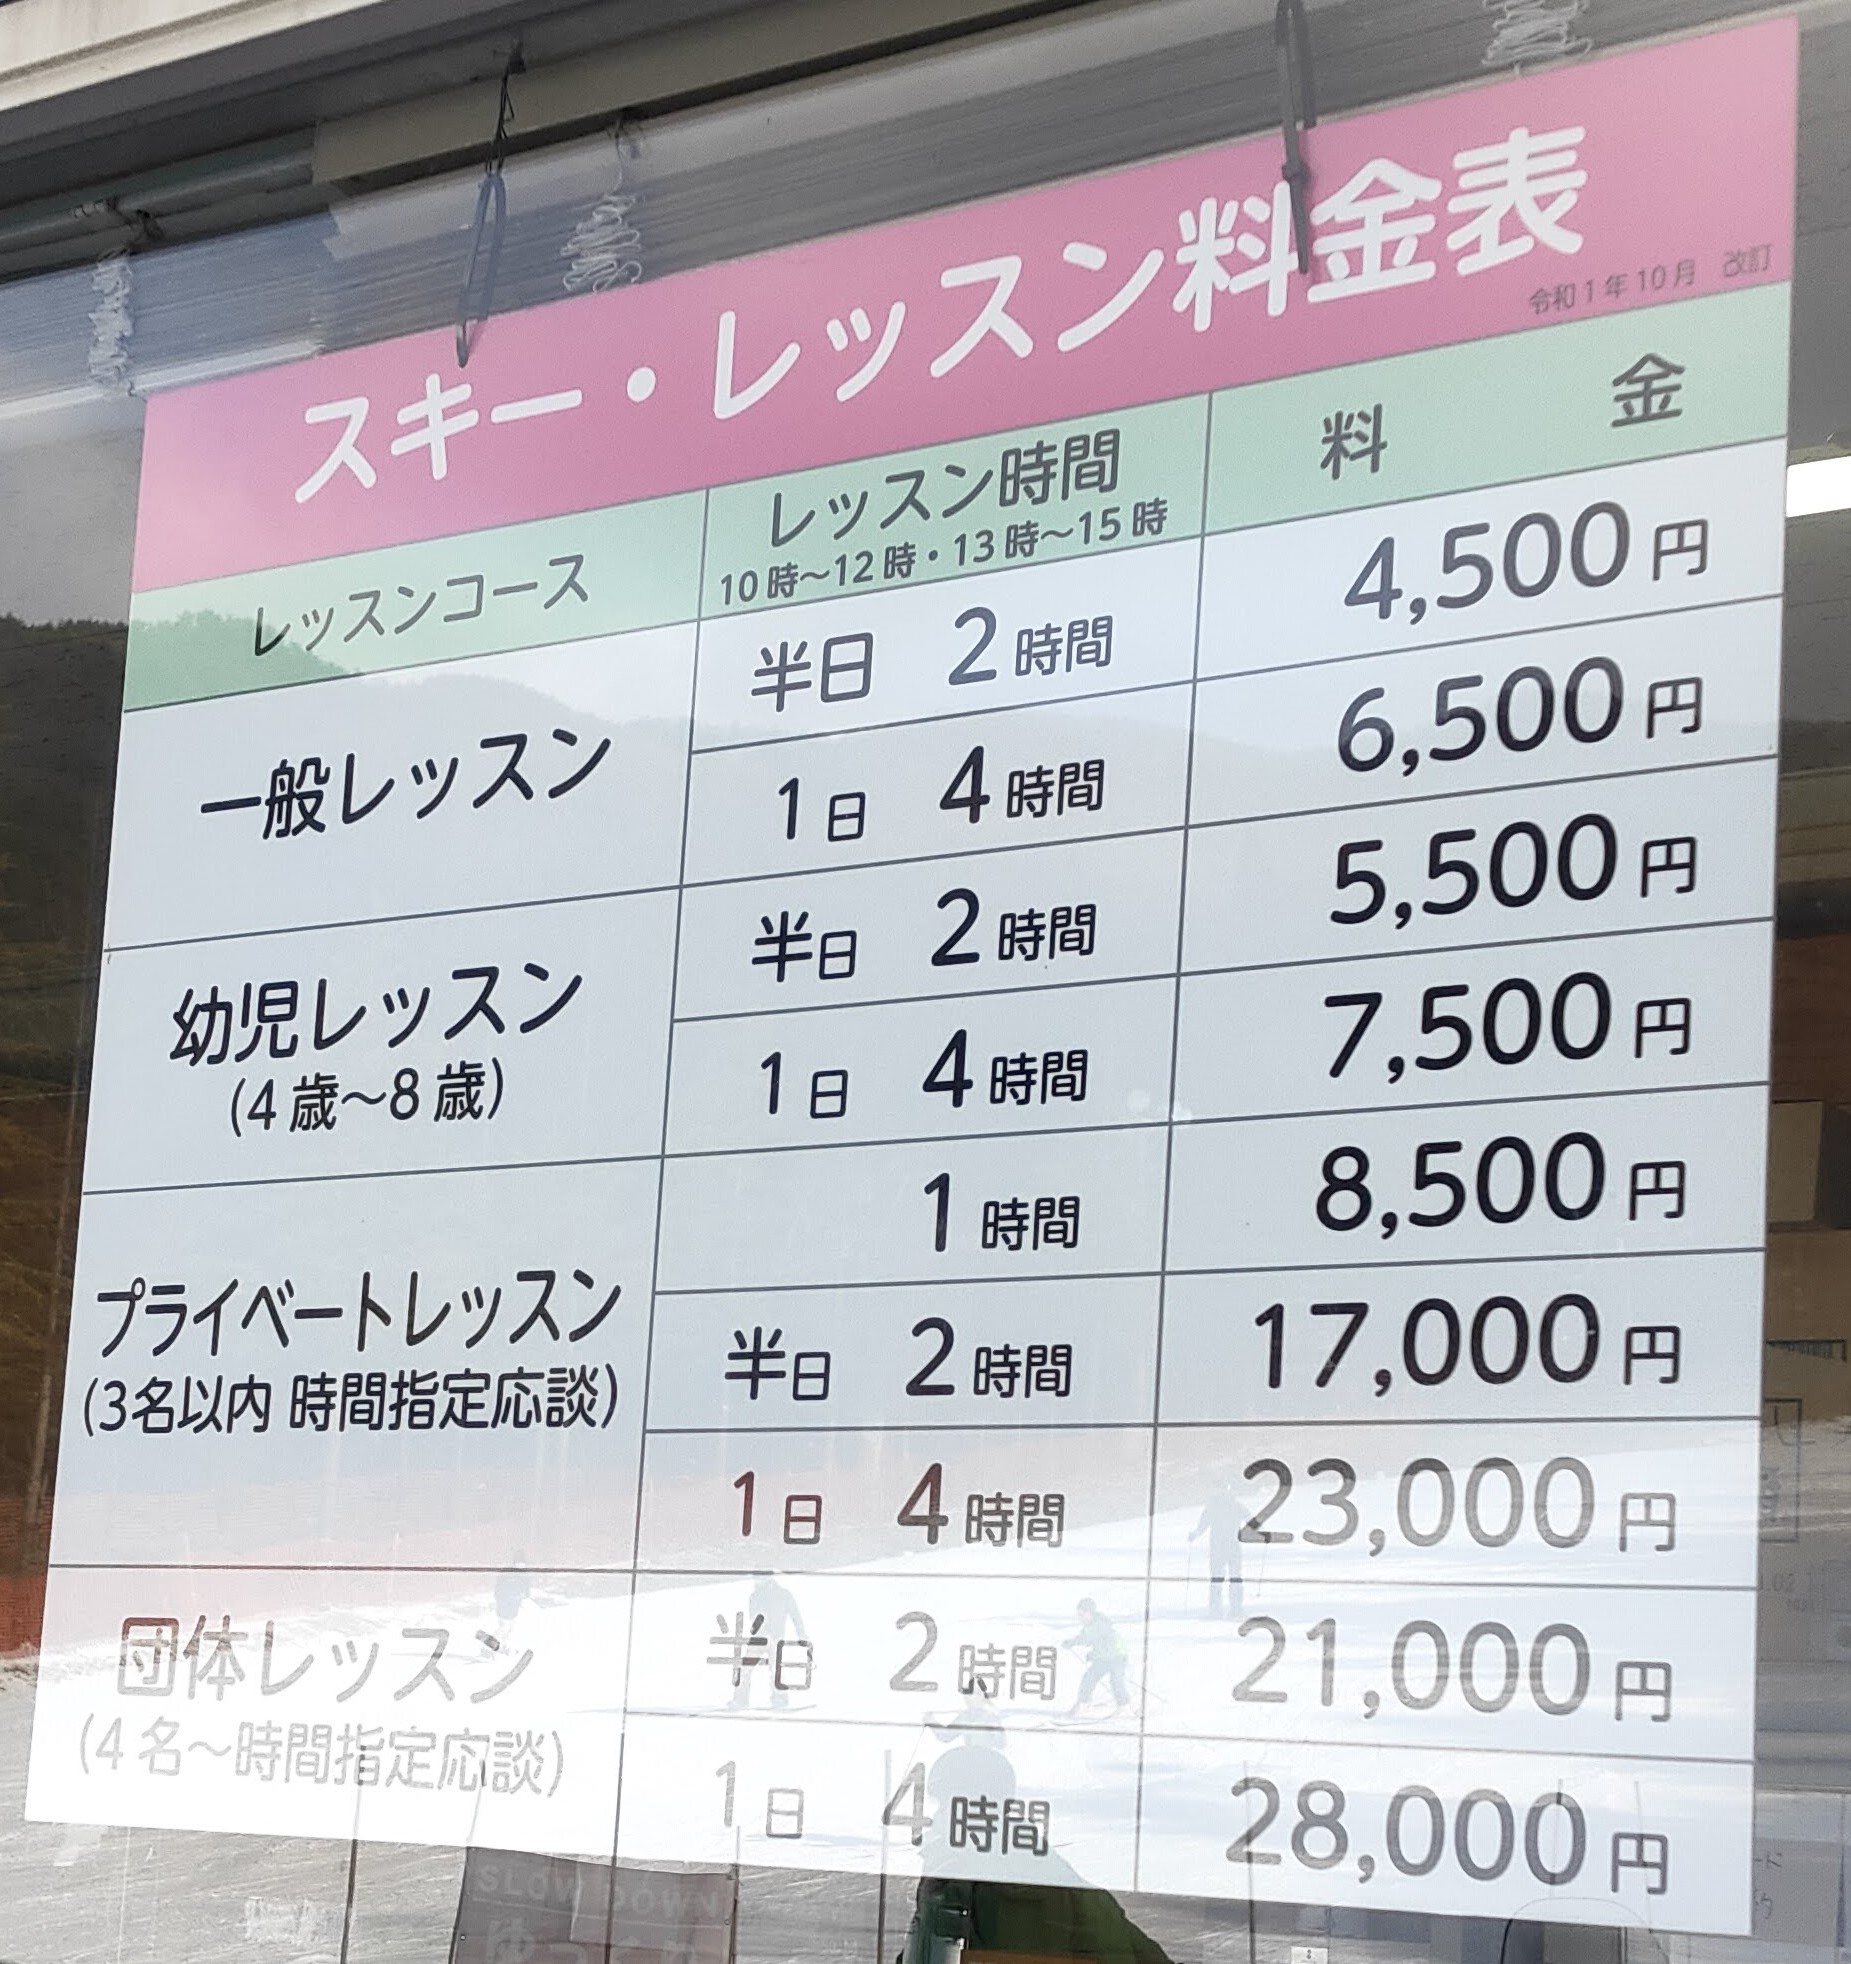 スキー・レッスン料金表
令和1年10月 改訂
レッスンコース
レッスン時間
10時～12時・13時～15時
料 金
一般レッスン
半日 2時間 4,500円
1日 4時間 6,500円
幼児レッスン
(4歳～8歳)
半日 2時間 5,500円
1日 4時間 7,500円
プライベートレッスン
(3名以内 時間指定応談)
1時間 8,500円
半日 2時間 17,000円
1日 4時間 23,000円
団体レッスン
(4名～時間指定応談)
半日 2時間 21,000円
1日 4時間 28,000円
SLOW DOWN